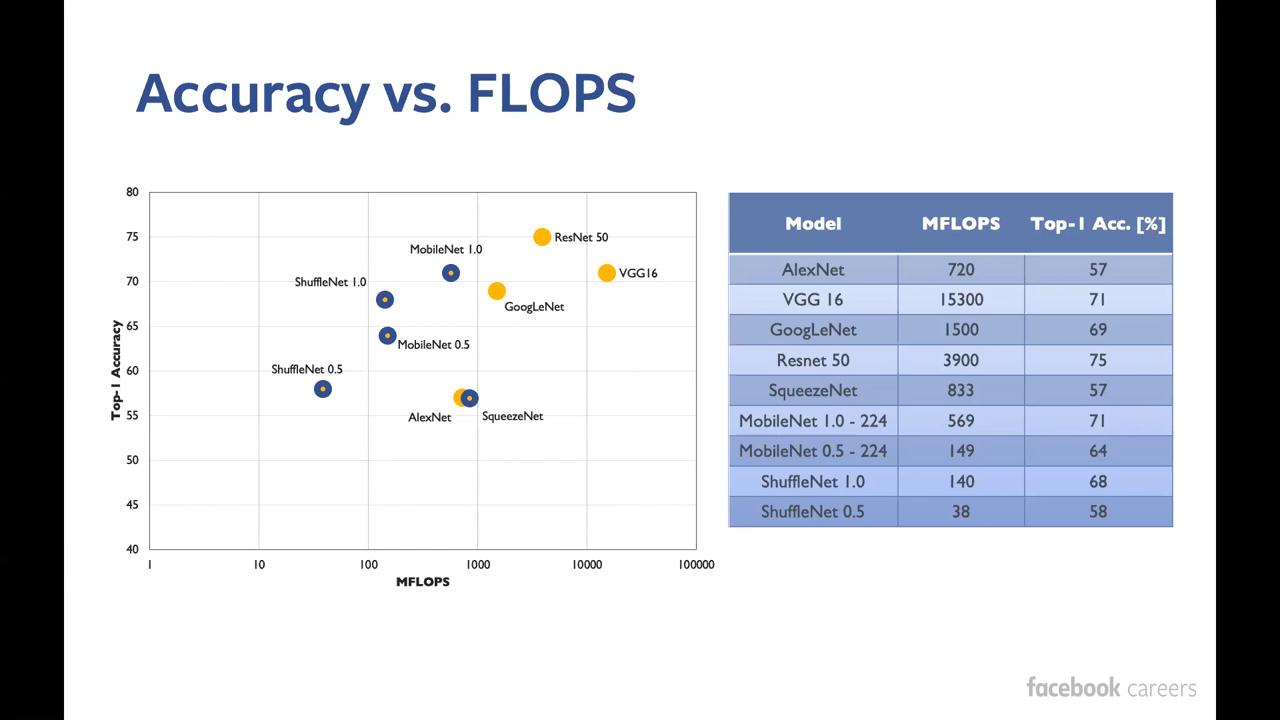 Accuracy vs. FLOPS
80
75
70
65
60
55
50
45
40
Top-1 Accuracy
1 10 100 1000 10000 100000
MFLOPS
ResNet 50
MobileNet 1.0
VGG16
ShuffleNet 1.0
GoogLeNet
MobileNet 0.5
ShuffleNet 0.5
AlexNet
SqueezeNet
Model MFLOPS Top-1 Acc. [%]
AlexNet 720 57
VGG 16 15300 71
GoogLeNet 1500 69
Resnet 50 3900 75
SqueezeNet 833 57
MobileNet 1.0 - 224 569 71
MobileNet 0.5 - 224 149 64
ShuffleNet 1.0 140 68
ShuffleNet 0.5 38 58
facebook careers